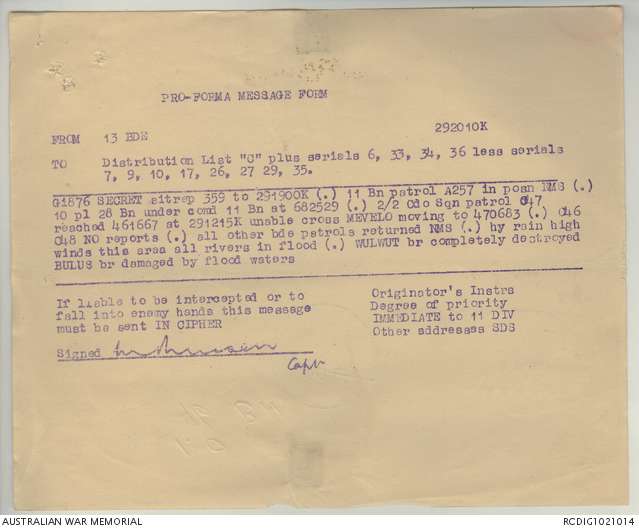 PRO-FORMA MESSAGE FORM
292010K
FROM 13 BDE
TO Distribution List "C" plus serials 6, 33, 34, 36 less serials
7, 9, 10, 17, 26, 27 29, 35.
G1876 SECRET sitrep 359 to 291900K (.) 11 Bn patrol A257 in posn NMS (.)
10 pl 28 Bn under comd 11 Bn at 682529 (.) 2/2 Cdo Sqn patrol 047
reached 461667 at 291215K unable cross MEVELO moving to 470683 (.) 046
048 NO reports (.) all other bde patrols returned NMS (.) hy rain high
winds this area all rivers in flood (.) WULWUT br completely destroyed
BULUS br damaged by flood waters
If liable to be intercepted or to
fall into enemy hands this message
must be sent IN CIPHER
Signed
Capt
Originator's Instrs
Degree of priority
IMMEDIATE to 11 DIV
Other addresses SDS
AUSTRALIAN WAR MEMORIAL
RCDIG1021014